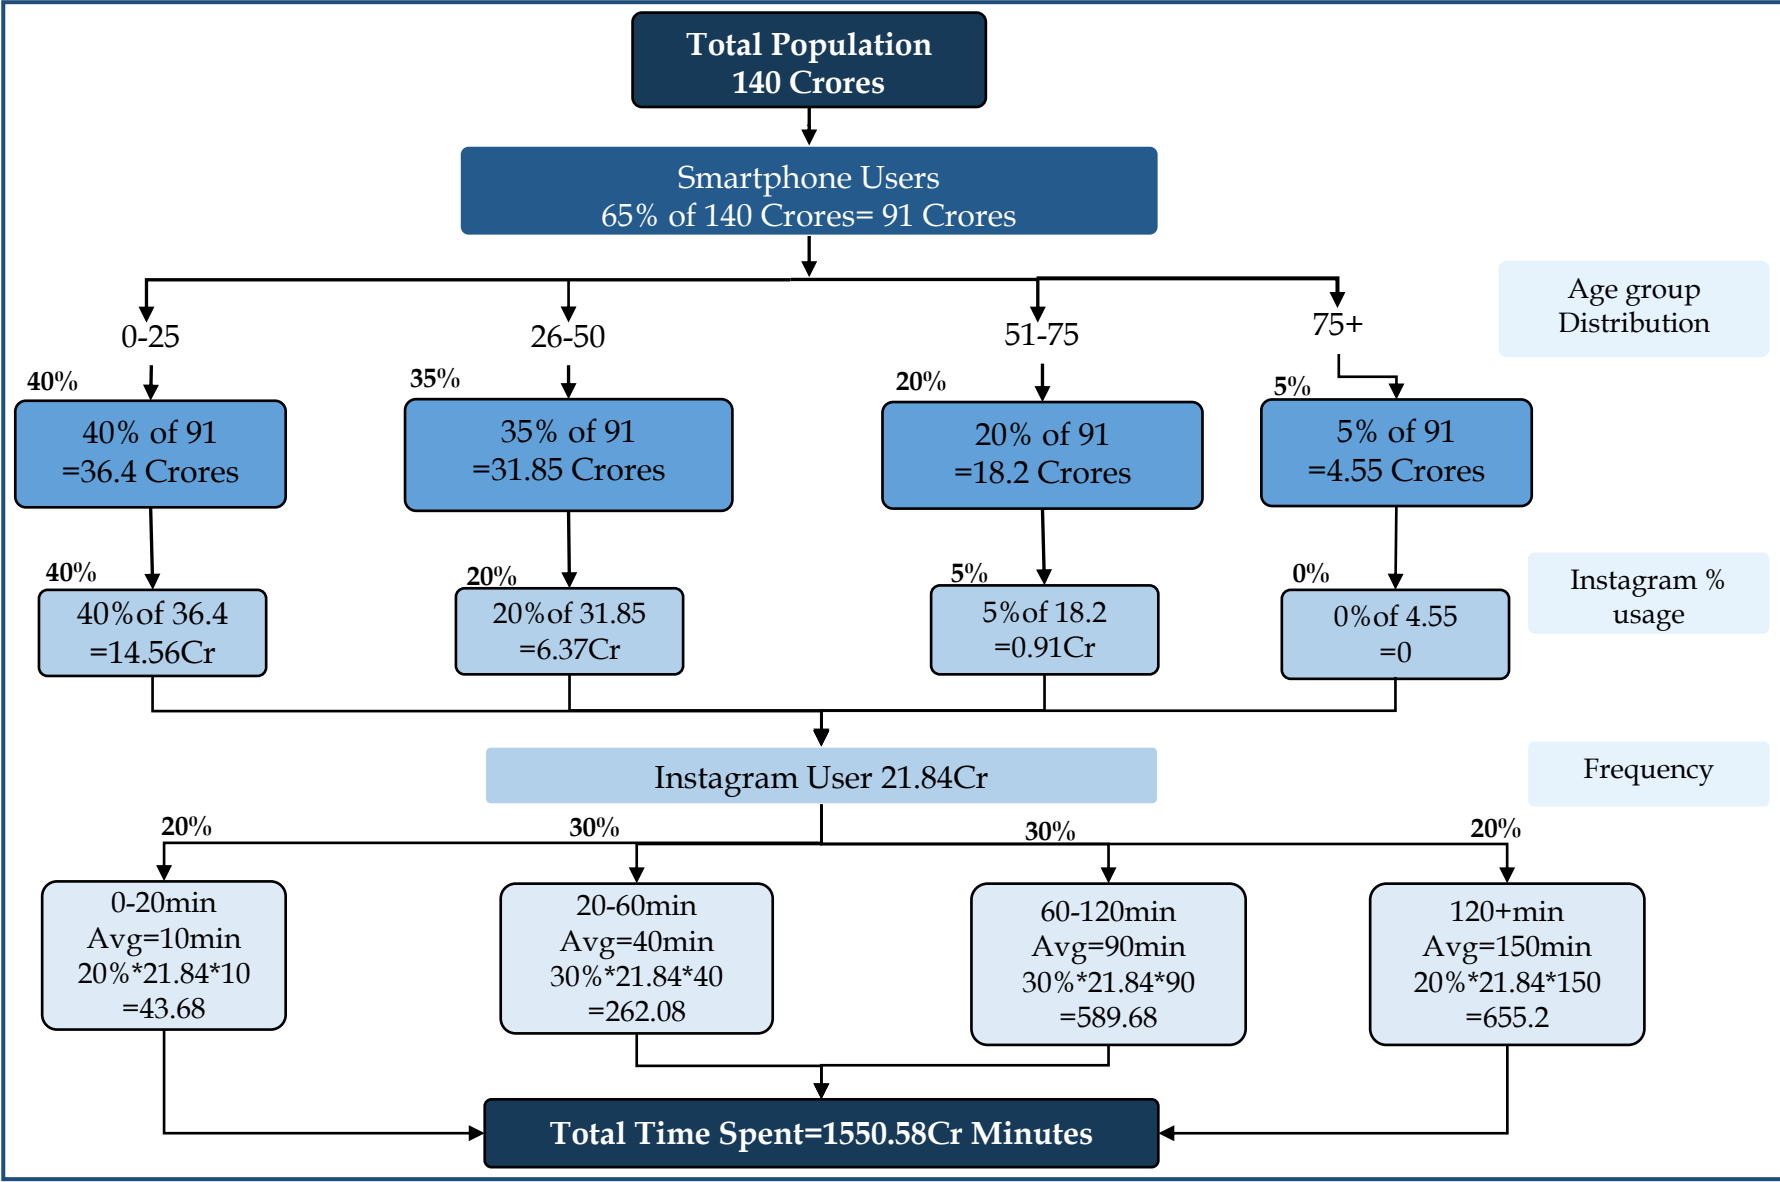 Total Population
140 Crores
Smartphone Users
65% of 140 Crores= 91 Crores
Age group
Distribution
0-25
26-50
51-75
75+
40%
35%
20%
5%
40% of 91
=36.4 Crores
35% of 91
=31.85 Crores
20% of 91
=18.2 Crores
5% of 91
=4.55 Crores
Instagram %
usage
40%
20%
5%
0%
40%of 36.4
=14.56Cr
20%of 31.85
=6.37Cr
5%of 18.2
=0.91Cr
0%of 4.55
=0
Instagram User 21.84Cr
Frequency
20%
30%
30%
20%
0-20min
Avg=10min
20%*21.84*10
=43.68
20-60min
Avg=40min
30%*21.84*40
=262.08
60-120min
Avg=90min
30%*21.84*90
=589.68
120+min
Avg=150min
20%*21.84*150
=655.2
Total Time Spent=1550.58Cr Minutes